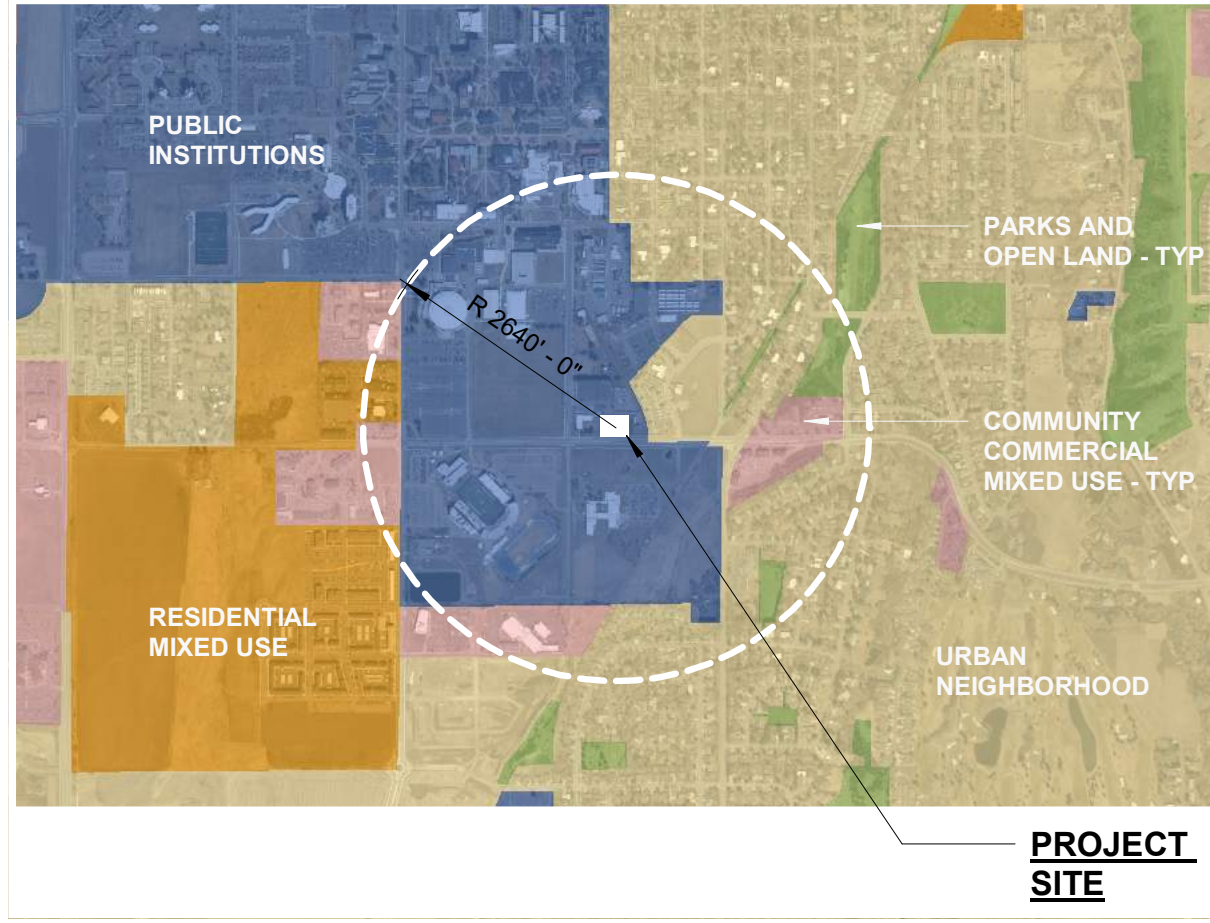 PUBLIC
INSTITUTIONS
PARKS AND
OPEN LAND - TYP
R 2640' - 0"
COMMUNITY
COMMERCIAL
MIXED USE - TYP
RESIDENTIAL
MIXED USE
URBAN
NEIGHBORHOOD
PROJECT
SITE